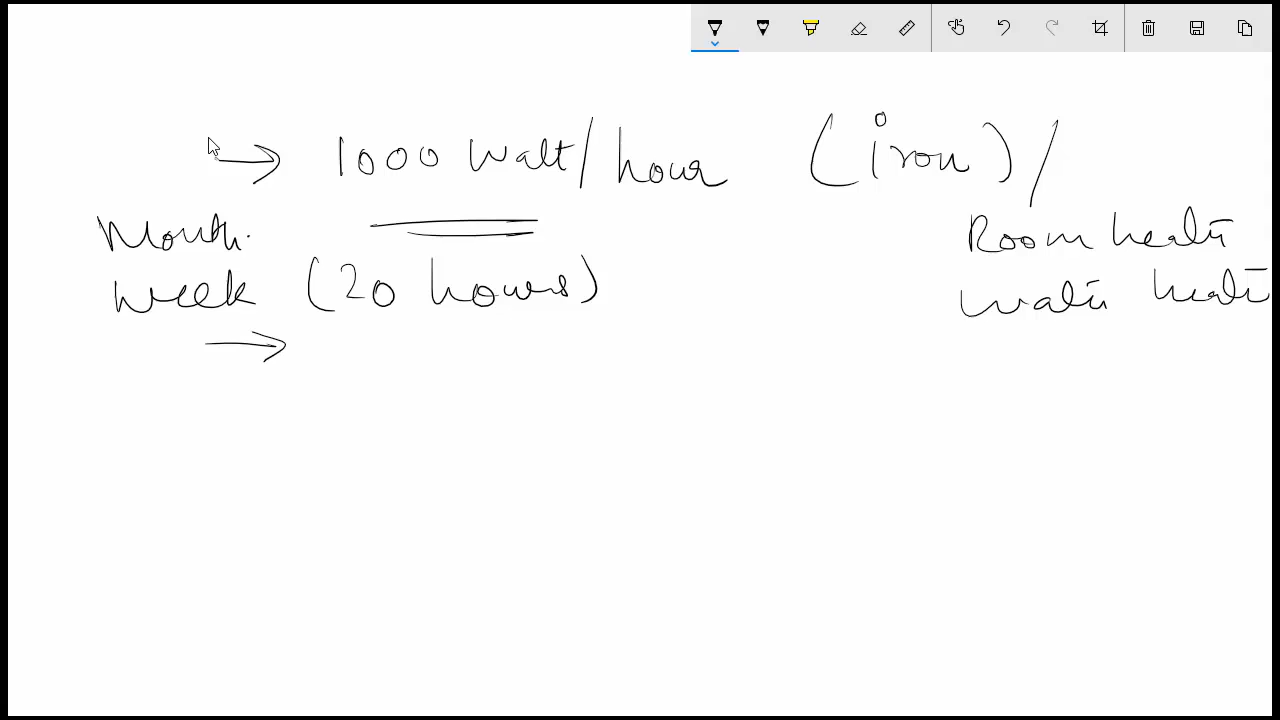 → 1000 Watt/hour (iron)/
Month. Room heater
Week (20 hours) Water heater
→